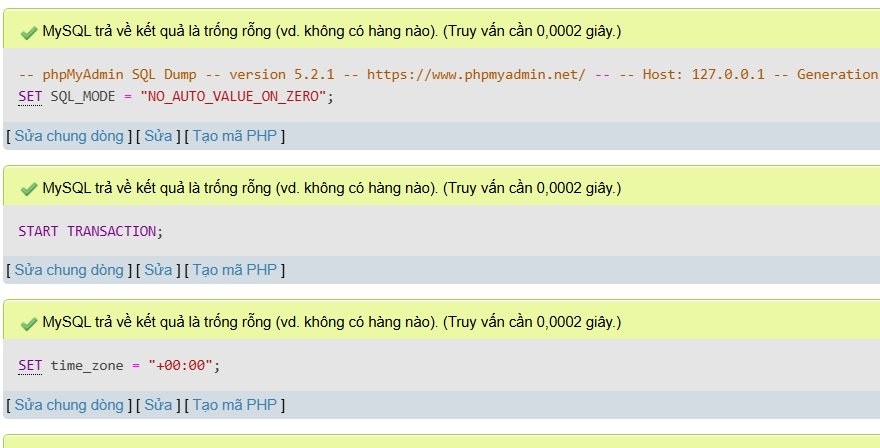 MySQL trả về kết quả là trống rỗng (vd. không có hàng nào). (Truy vấn cần 0,0002 giây.)
-- phpMyAdmin SQL Dump -- version 5.2.1 -- https://www.phpmyadmin.net/ -- -- Host: 127.0.0.1 -- Generation
SET SQL_MODE = "NO_AUTO_VALUE_ON_ZERO";
[ Sửa chung dòng ] [ Sửa ] [ Tạo mã PHP ]
MySQL trả về kết quả là trống rỗng (vd. không có hàng nào). (Truy vấn cần 0,0002 giây.)
START TRANSACTION;
[ Sửa chung dòng ] [ Sửa ] [ Tạo mã PHP ]
MySQL trả về kết quả là trống rỗng (vd. không có hàng nào). (Truy vấn cần 0,0002 giây.)
SET time_zone = "+00:00";
[ Sửa chung dòng ] [ Sửa ] [ Tạo mã PHP ]